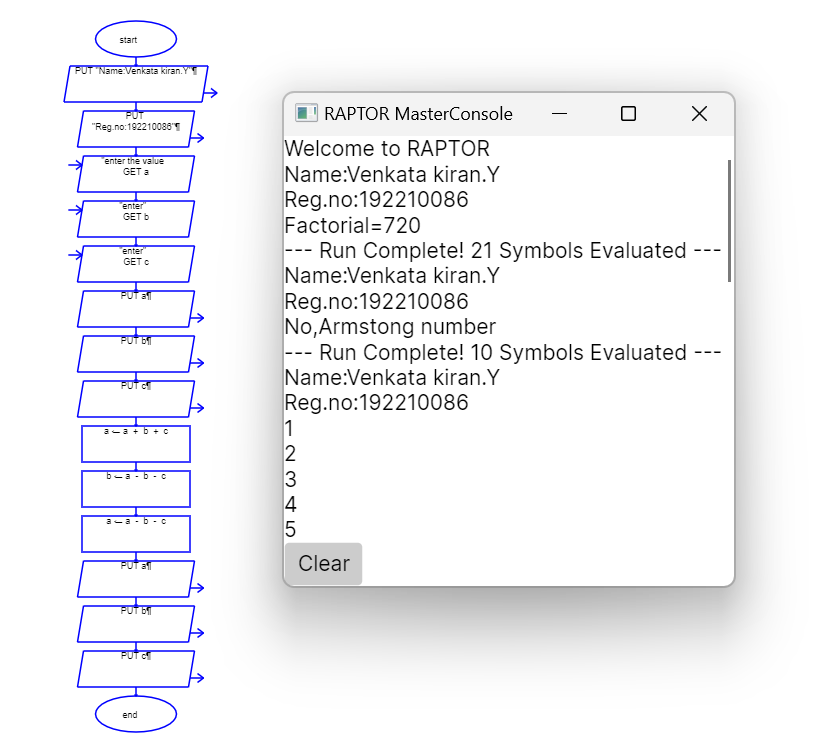 start
PUT "Name:Venkata kiran.Y"¶
PUT
"Reg.no:192210086"¶
"enter the value
GET a
"enter"
GET b
"enter"
GET c
PUT a¶
PUT b¶
PUT c¶
a ← a + b + c
b ← a - b - c
a ← a - b - c
PUT a¶
PUT b¶
PUT c¶
end
RAPTOR MasterConsole
Welcome to RAPTOR
Name:Venkata kiran.Y
Reg.no:192210086
Factorial=720
--- Run Complete! 21 Symbols Evaluated ---
Name:Venkata kiran.Y
Reg.no:192210086
No,Armstong number
--- Run Complete! 10 Symbols Evaluated ---
Name:Venkata kiran.Y
Reg.no:192210086
1
2
3
4
5
Clear